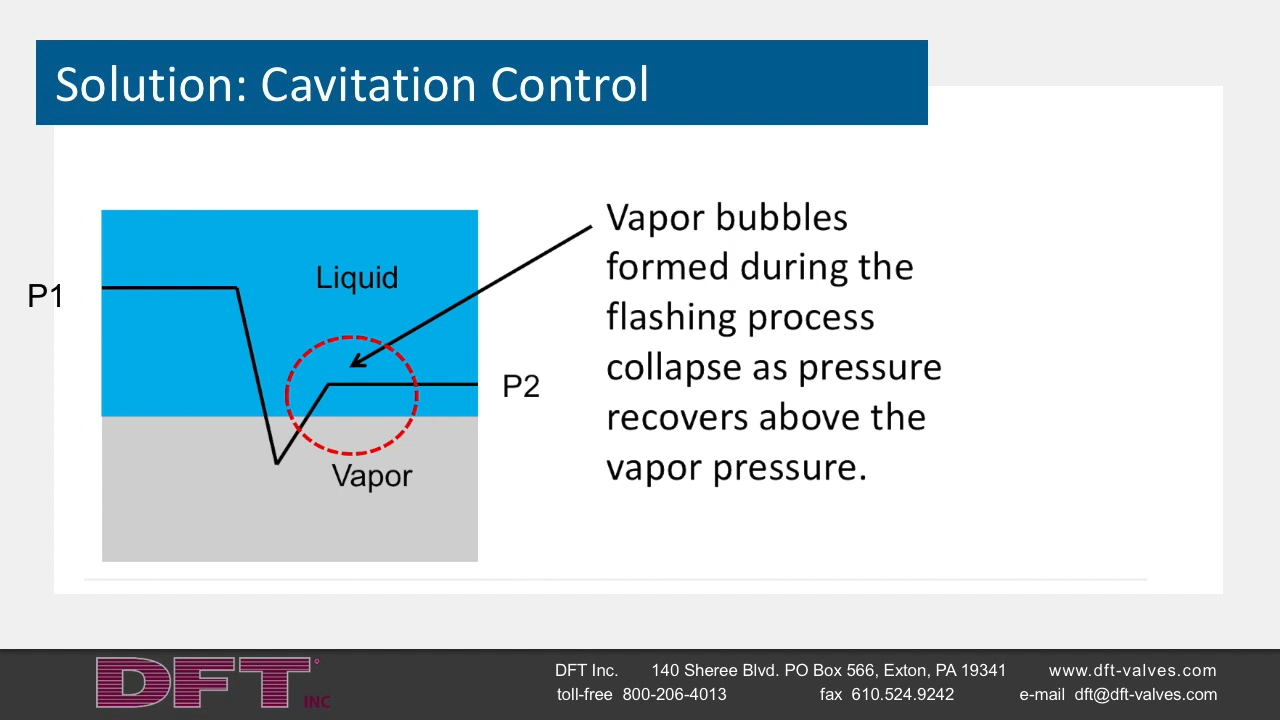 Solution: Cavitation Control
Vapor bubbles
formed during the
flashing process
collapse as pressure
recovers above the
vapor pressure.
Liquid
P1
P2
Vapor
DFT INC
DFT Inc. 140 Sheree Blvd. PO Box 566, Exton, PA 19341 www.dft-valves.com
toll-free 800-206-4013 fax 610.524.9242 e-mail dft@dft-valves.com